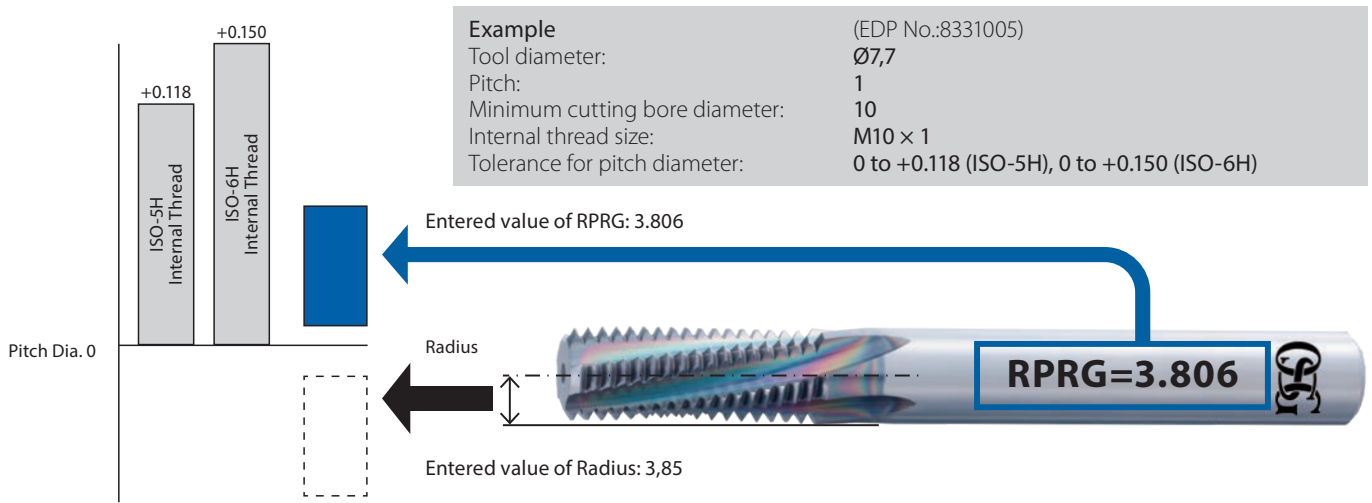 +0.150
+0.118
ISO-5H
Internal Thread
ISO-6H
Internal Thread
Pitch Dia. 0
Example (EDP No.:8331005)
Tool diameter: Ø7,7
Pitch: 1
Minimum cutting bore diameter: 10
Internal thread size: M10 × 1
Tolerance for pitch diameter: 0 to +0.118 (ISO-5H), 0 to +0.150 (ISO-6H)
Entered value of RPRG: 3.806
Radius
RPRG=3.806
OSG
Entered value of Radius: 3,85